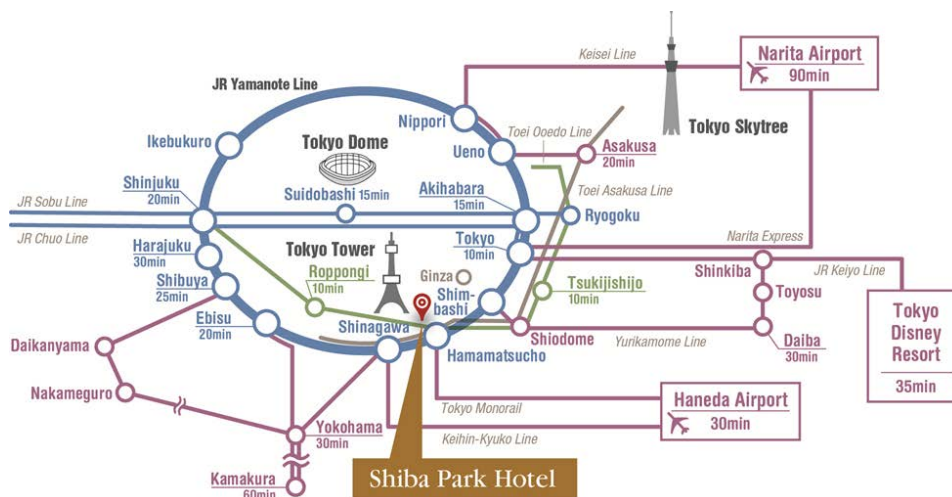 Keisei Line
Narita Airport
90min
JR Yamanote Line
Nippori
Tokyo Skytree
Ikebukuro
Tokyo Dome
Ueno
Toei Ooedo Line
Asakusa
20min
Shinjuku
20min
Suidobashi 15min
Akihabara
15min
Toei Asakusa Line
JR Sobu Line
Ryogoku
JR Chuo Line
Tokyo
10min
Narita Express
Harajuku
30min
Tokyo Tower
Roppongi
10min
Ginza
Shinkiba
JR Keiyo Line
Shibuya
25min
Shim-
bashi
Tsukijishijo
10min
Toyosu
Ebisu
20min
Shinagawa
Hamamatsucho
Shiodome
Yurikamome Line
Daiba
30min
Tokyo
Disney
Resort
35min
Daikanyama
Nakameguro
Tokyo Monorail
Haneda Airport
30min
Yokohama
30min
Keihin-Kyuko Line
Kamakura
60min
Shiba Park Hotel